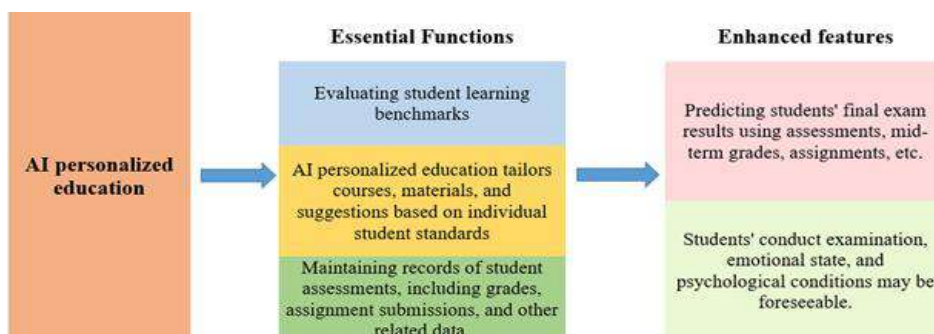 AI personalized
education
Essential Functions
Evaluating student learning
benchmarks
AI personalized education tailors
courses, materials, and
suggestions based on individual
student standards
Maintaining records of student
assessments, including grades,
assignment submissions, and other
related data
Enhanced features
Predicting students' final exam
results using assessments, mid-
term grades, assignments, etc.
Students' conduct examination,
emotional state, and
psychological conditions may be
foreseeable.